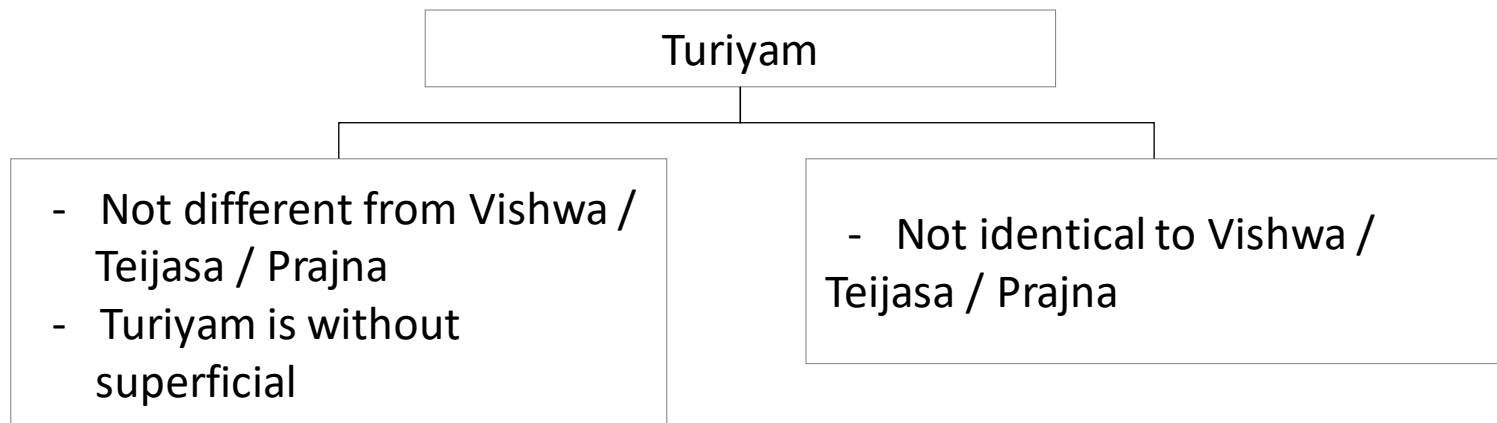 Turiyam
- Not different from Vishwa /
Teijasa / Prajna
- Turiyam is without
superficial
- Not identical to Vishwa /
Teijasa / Prajna